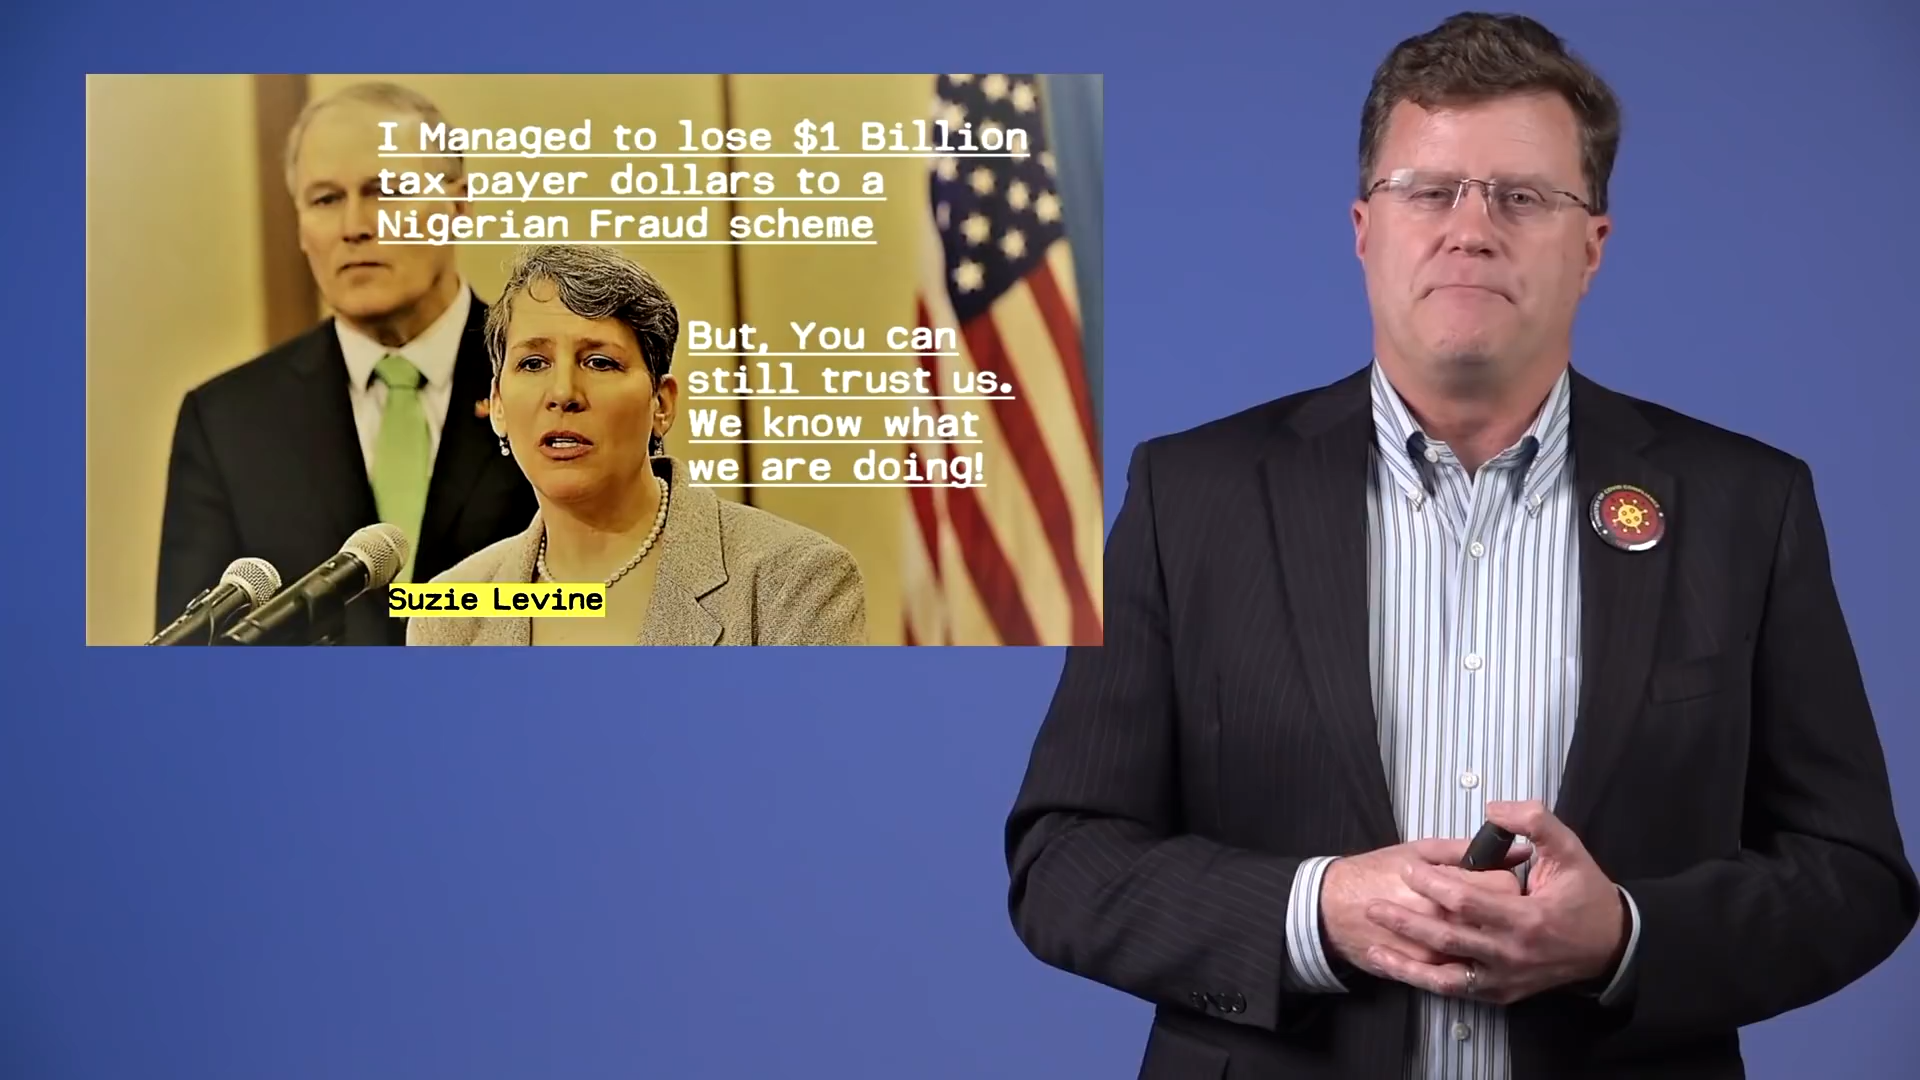 I Managed to lose $1 Billion
tax payer dollars to a
Nigerian Fraud scheme
But, You can
still trust us.
We know what
we are doing!
Suzie Levine